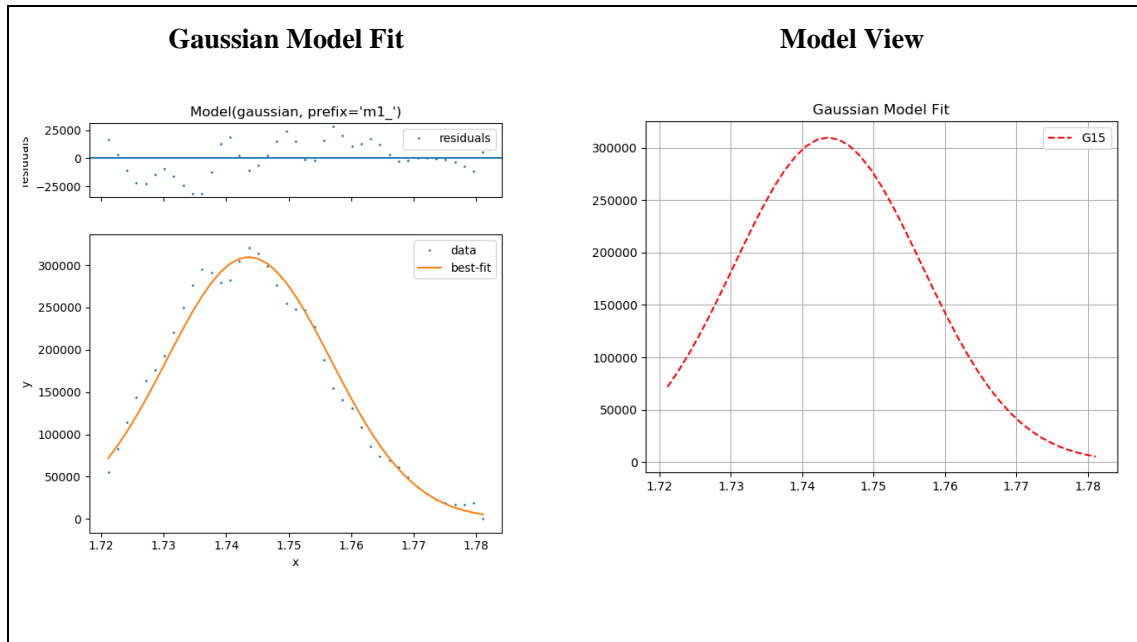 Gaussian Model Fit
Model(gaussian, prefix='m1_')
residuals
25000
0
−25000
residuals
data
best-fit
y
300000
250000
200000
150000
100000
50000
0
1.72 1.73 1.74 1.75 1.76 1.77 1.78
x
Model View
Gaussian Model Fit
G15
300000
250000
200000
150000
100000
50000
0
1.72 1.73 1.74 1.75 1.76 1.77 1.78